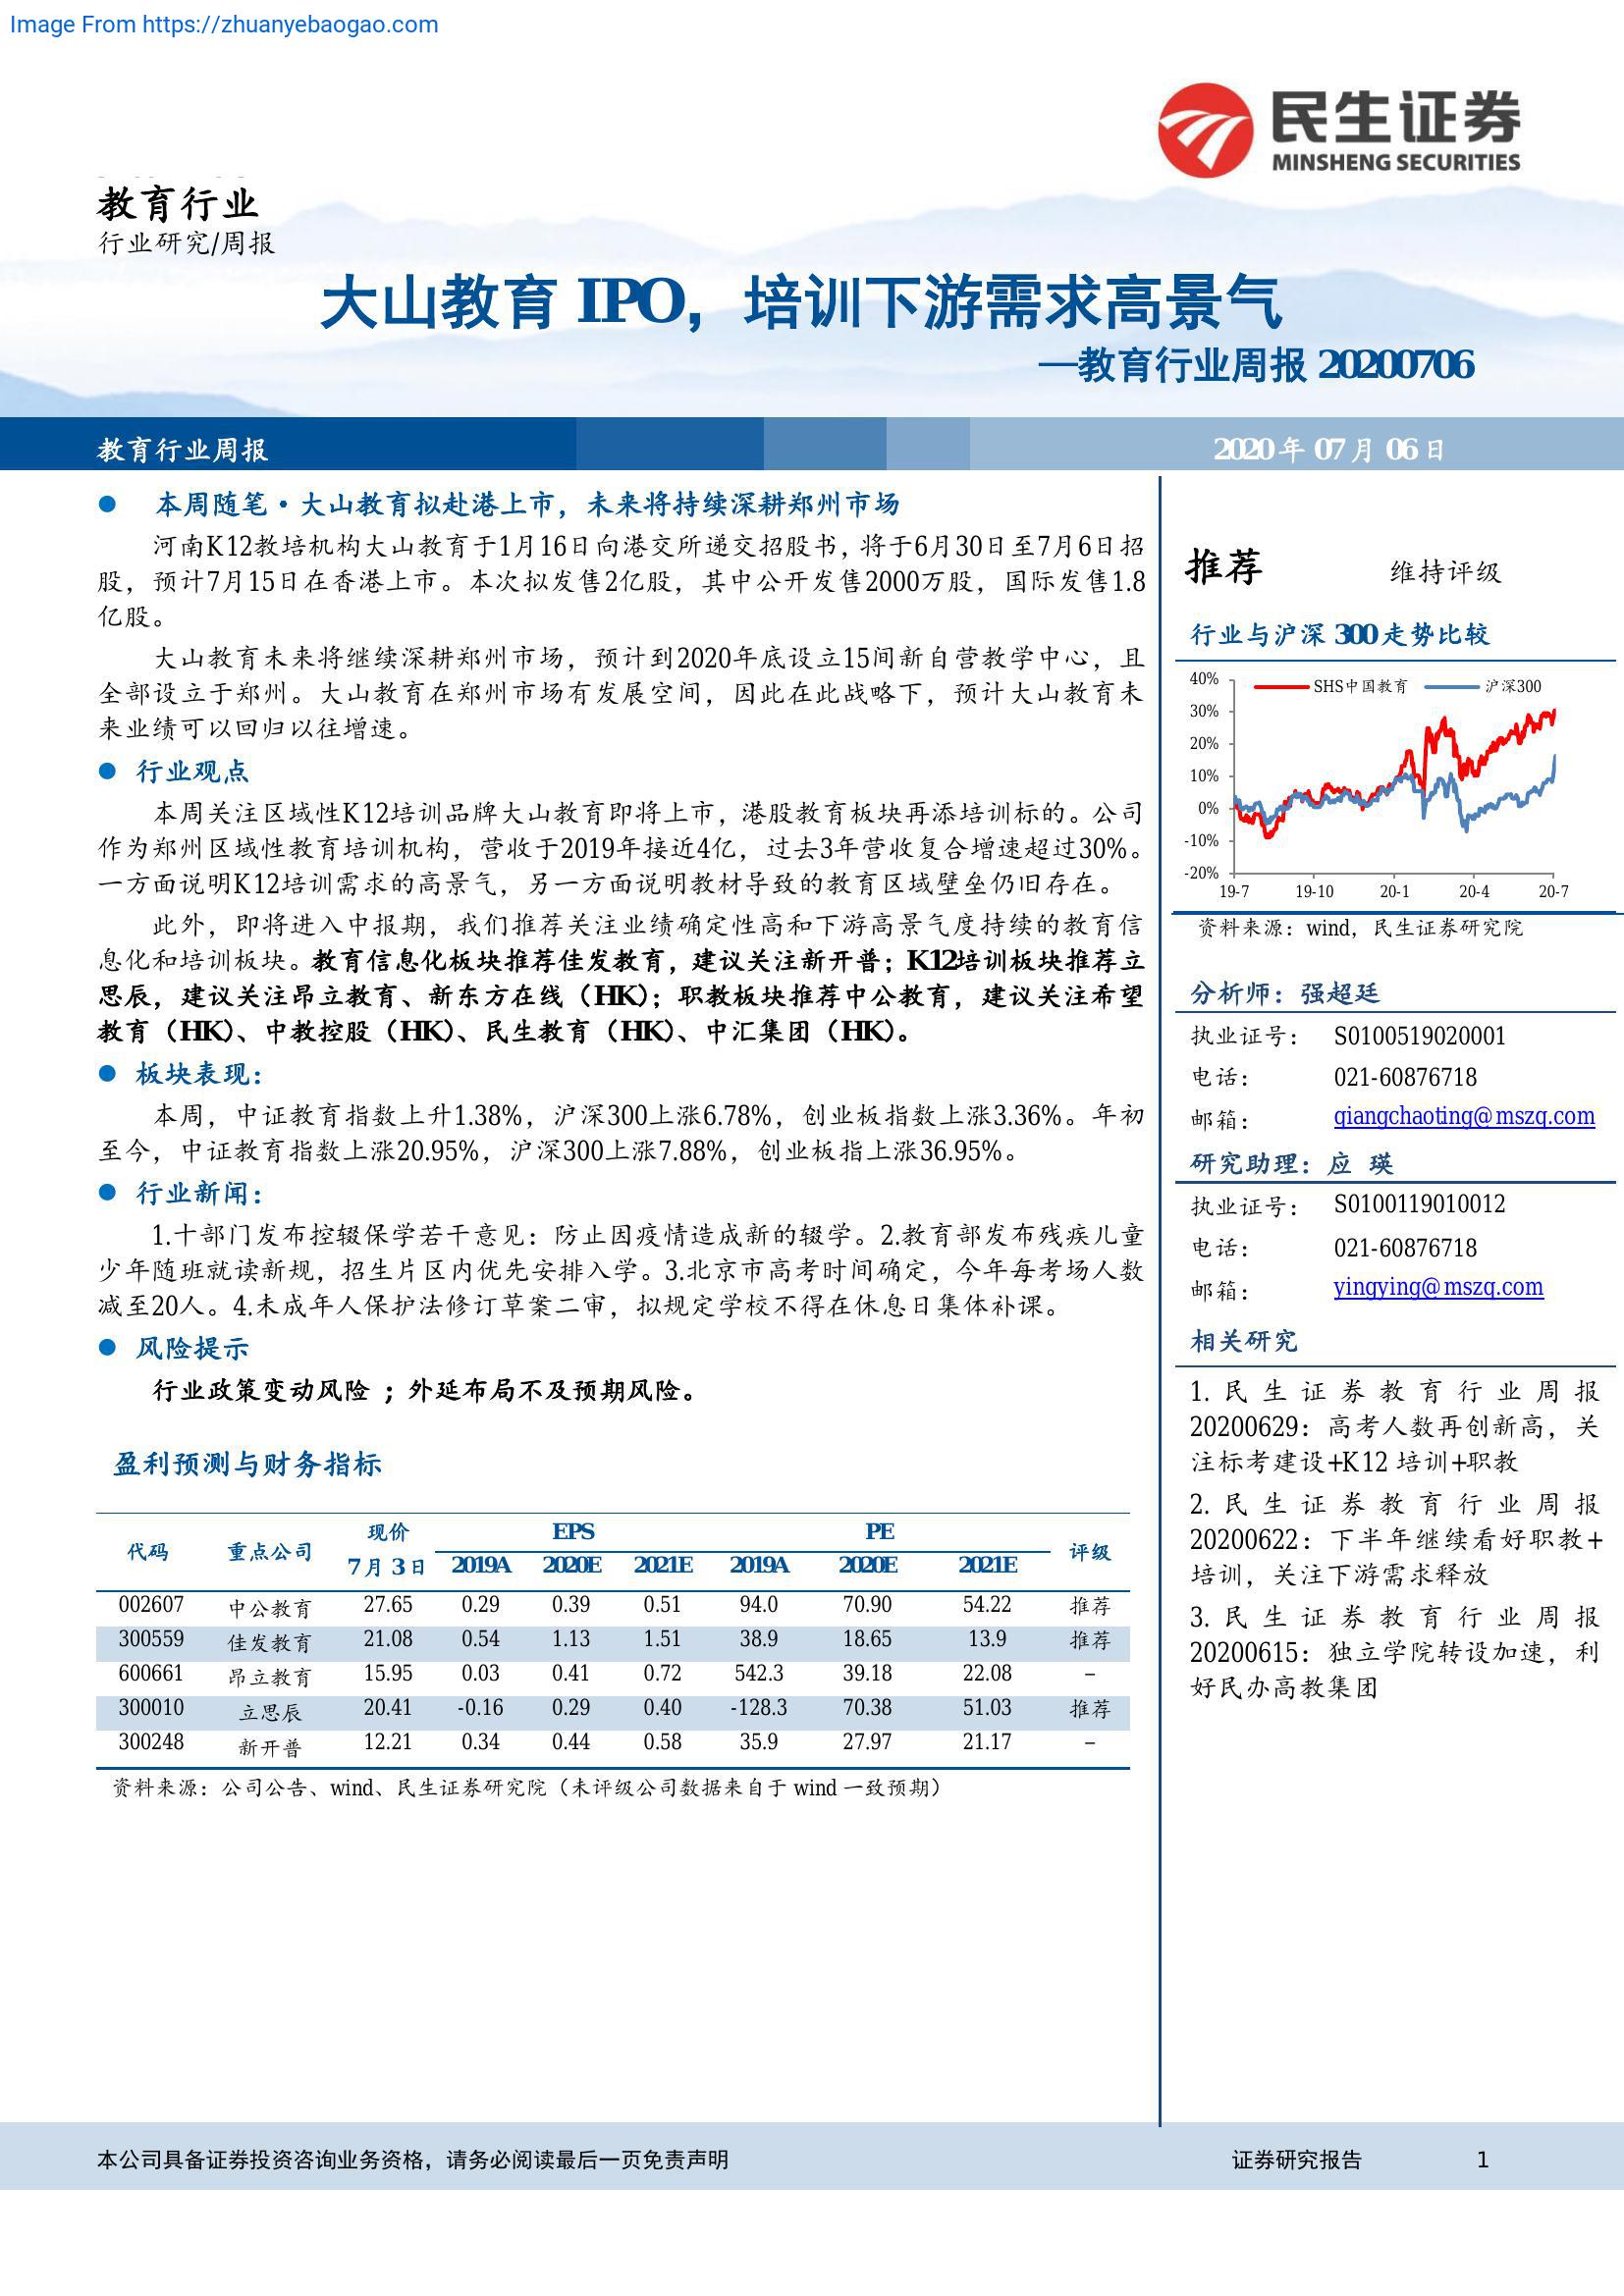 Image From https://zhuanyebaogao.com
民生证券
MINSHENG SECURITIES
教育行业
行业研究/周报
大山教育 IPO，培训下游需求高景气
—教育行业周报 20200706
教育行业周报
2020 年 07 月 06 日
● 本周随笔·大山教育拟赴港上市，未来将持续深耕郑州市场
河南K12教培机构大山教育于1月16日向港交所递交招股书，将于6月30日至7月6日招
股，预计7月15日在香港上市。本次拟发售2亿股，其中公开发售2000万股，国际发售1.8
亿股。
大山教育未来将继续深耕郑州市场，预计到2020年底设立15间新自营教学中心，且
全部设立于郑州。大山教育在郑州市场有发展空间，因此在此战略下，预计大山教育未
来业绩可以回归以往增速。
● 行业观点
本周关注区域性K12培训品牌大山教育即将上市，港股教育板块再添培训标的。公司
作为郑州区域性教育培训机构，营收于2019年接近4亿，过去3年营收复合增速超过30%。
一方面说明K12培训需求的高景气，另一方面说明教材导致的教育区域壁垒仍旧存在。
此外，即将进入中报期，我们推荐关注业绩确定性高和下游高景气度持续的教育信
息化和培训板块。教育信息化板块推荐佳发教育，建议关注新开普；K12培训板块推荐立
思辰，建议关注昂立教育、新东方在线（HK）；职教板块推荐中公教育，建议关注希望
教育（HK）、中教控股（HK）、民生教育（HK）、中汇集团（HK）。
● 板块表现：
本周，中证教育指数上升1.38%，沪深300上涨6.78%，创业板指数上涨3.36%。年初
至今，中证教育指数上涨20.95%，沪深300上涨7.88%，创业板指上涨36.95%。
● 行业新闻：
1.十部门发布控辍保学若干意见：防止因疫情造成新的辍学。2.教育部发布残疾儿童
少年随班就读新规，招生片区内优先安排入学。3.北京市高考时间确定，今年每考场人数
减至20人。4.未成年人保护法修订草案二审，拟规定学校不得在休息日集体补课。
● 风险提示
行业政策变动风险 ；外延布局不及预期风险。
盈利预测与财务指标
代码 重点公司 现价 EPS PE 评级
7 月 3 日 2019A 2020E 2021E 2019A 2020E 2021E
002607 中公教育 27.65 0.29 0.39 0.51 94.0 70.90 54.22 推荐
300559 佳发教育 21.08 0.54 1.13 1.51 38.9 18.65 13.9 推荐
600661 昂立教育 15.95 0.03 0.41 0.72 542.3 39.18 22.08 –
300010 立思辰 20.41 -0.16 0.29 0.40 -128.3 70.38 51.03 推荐
300248 新开普 12.21 0.34 0.44 0.58 35.9 27.97 21.17 –
资料来源：公司公告、wind、民生证券研究院（未评级公司数据来自于 wind 一致预期）
推荐 维持评级
行业与沪深 300 走势比较
SHS中国教育 沪深300
40%
30%
20%
10%
0%
-10%
-20%
19-7 19-10 20-1 20-4 20-7
资料来源：wind，民生证券研究院
分析师：强超廷
执业证号： S0100519020001
电话： 021-60876718
邮箱： qiangchaoting@mszq.com
研究助理：应 瑛
执业证号： S0100119010012
电话： 021-60876718
邮箱： yingying@mszq.com
相关研究
1. 民生证券教育行业周报
20200629：高考人数再创新高，关
注标考建设+K12 培训+职教
2. 民生证券教育行业周报
20200622：下半年继续看好职教+
培训，关注下游需求释放
3. 民生证券教育行业周报
20200615：独立学院转设加速，利
好民办高教集团
本公司具备证券投资咨询业务资格，请务必阅读最后一页免责声明
证券研究报告 1